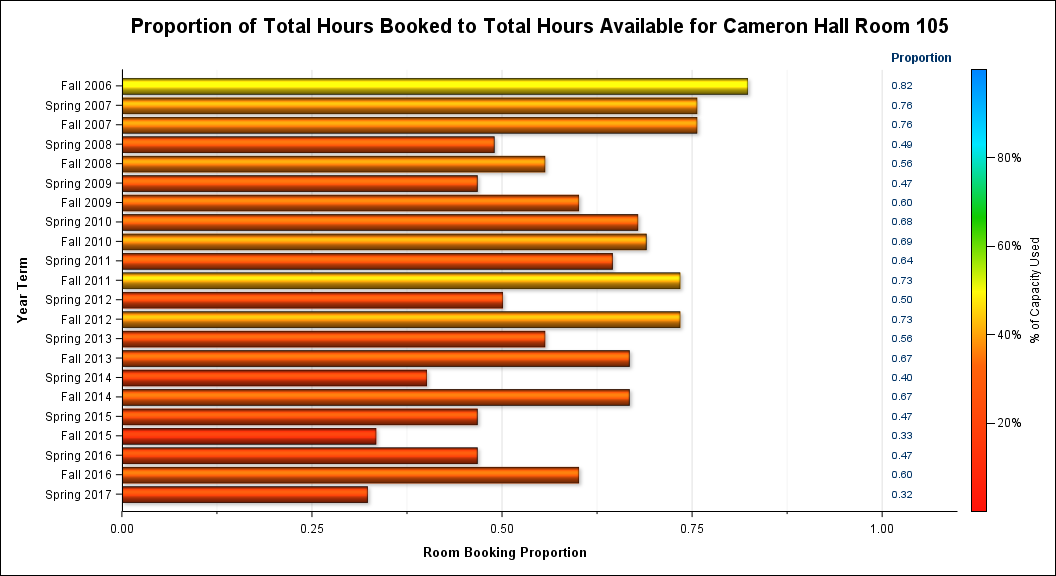 Proportion of Total Hours Booked to Total Hours Available for Cameron Hall Room 105
Proportion
Fall 2006 0.82
Spring 2007 0.76
Fall 2007 0.76
Spring 2008 0.49
Fall 2008 0.56
Spring 2009 0.47
Fall 2009 0.60
Spring 2010 0.68
Fall 2010 0.69
Spring 2011 0.64
Fall 2011 0.73
Spring 2012 0.50
Fall 2012 0.73
Spring 2013 0.56
Fall 2013 0.67
Spring 2014 0.40
Fall 2014 0.67
Spring 2015 0.47
Fall 2015 0.33
Spring 2016 0.47
Fall 2016 0.60
Spring 2017 0.32
Year Term
0.00 0.25 0.50 0.75 1.00
Room Booking Proportion
80%
60%
40%
20%
% of Capacity Used